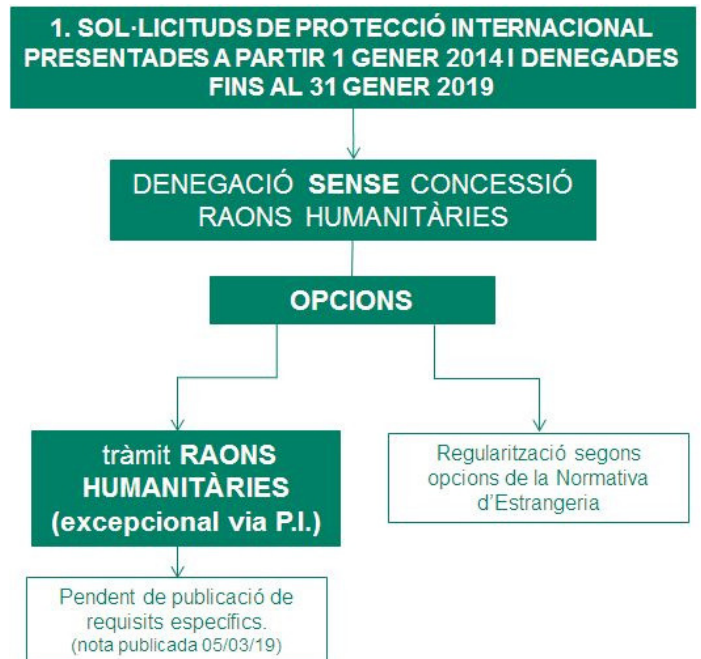 1. SOL·LICITUDS DE PROTECCIÓ INTERNACIONAL
PRESENTADES A PARTIR 1 GENER 2014 I DENEGADES
FINS AL 31 GENER 2019
DENEGACIÓ SENSE CONCESSIÓ
RAONS HUMANITÀRIES
OPCIONS
tràmit RAONS
HUMANITÀRIES
(excepcional via P.I.)
Regularització segons
opcions de la Normativa
d'Estrangeria
Pendent de publicació de
requisits específics.
(nota publicada 05/03/19)